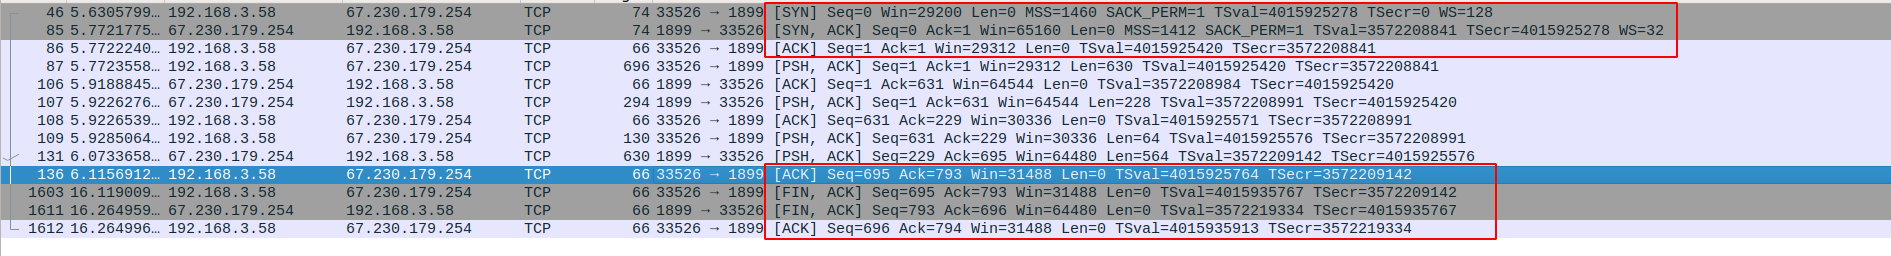 46 5.6305799… 192.168.3.58 67.230.179.254 TCP 74 33526 → 1899 [SYN] Seq=0 Win=29200 Len=0 MSS=1460 SACK_PERM=1 TSval=4015925278 TSecr=0 WS=128
85 5.7721775… 67.230.179.254 192.168.3.58 TCP 74 1899 → 33526 [SYN, ACK] Seq=0 Ack=1 Win=65160 Len=0 MSS=1412 SACK_PERM=1 TSval=3572208841 TSecr=4015925278 WS=32
86 5.7722240… 192.168.3.58 67.230.179.254 TCP 66 33526 → 1899 [ACK] Seq=1 Ack=1 Win=29312 Len=0 TSval=4015925420 TSecr=3572208841
87 5.7723558… 192.168.3.58 67.230.179.254 TCP 696 33526 → 1899 [PSH, ACK] Seq=1 Ack=1 Win=29312 Len=630 TSval=4015925420 TSecr=3572208841
106 5.9188845… 67.230.179.254 192.168.3.58 TCP 66 1899 → 33526 [ACK] Seq=1 Ack=631 Win=64544 Len=0 TSval=3572208984 TSecr=4015925420
107 5.9226276… 67.230.179.254 192.168.3.58 TCP 294 1899 → 33526 [PSH, ACK] Seq=1 Ack=631 Win=64544 Len=228 TSval=3572208991 TSecr=4015925420
108 5.9226539… 192.168.3.58 67.230.179.254 TCP 66 33526 → 1899 [ACK] Seq=631 Ack=229 Win=30336 Len=0 TSval=4015925571 TSecr=3572208991
109 5.9285064… 192.168.3.58 67.230.179.254 TCP 130 33526 → 1899 [PSH, ACK] Seq=631 Ack=229 Win=30336 Len=64 TSval=4015925576 TSecr=3572208991
131 6.0733658… 67.230.179.254 192.168.3.58 TCP 630 1899 → 33526 [PSH, ACK] Seq=229 Ack=695 Win=64480 Len=564 TSval=3572209142 TSecr=4015925576
136 6.1156912… 192.168.3.58 67.230.179.254 TCP 66 33526 → 1899 [ACK] Seq=695 Ack=793 Win=31488 Len=0 TSval=4015925764 TSecr=3572209142
1603 16.119009… 192.168.3.58 67.230.179.254 TCP 66 33526 → 1899 [FIN, ACK] Seq=695 Ack=793 Win=31488 Len=0 TSval=4015935767 TSecr=3572209142
1611 16.264959… 67.230.179.254 192.168.3.58 TCP 66 1899 → 33526 [FIN, ACK] Seq=793 Ack=696 Win=64480 Len=0 TSval=3572219334 TSecr=4015935767
1612 16.264996… 192.168.3.58 67.230.179.254 TCP 66 33526 → 1899 [ACK] Seq=696 Ack=794 Win=31488 Len=0 TSval=4015935913 TSecr=3572219334